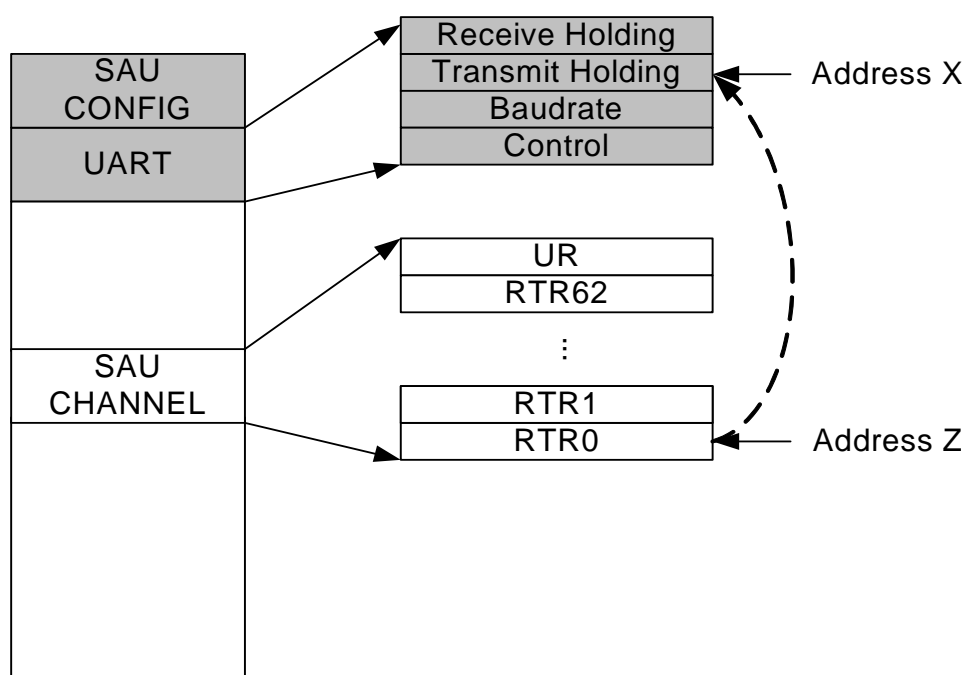 SAU
CONFIG
UART
SAU
CHANNEL
Receive Holding
Transmit Holding
Baudrate
Control
UR
RTR62
...
RTR1
RTR0
Address X
Address Z